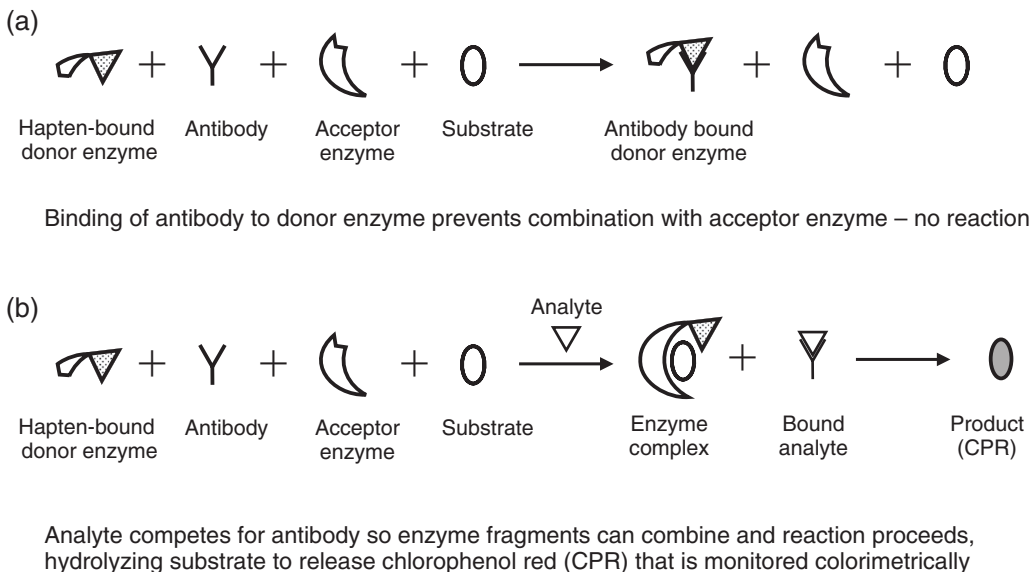 (a)
Hapten-bound donor enzyme
+
Antibody
+
Acceptor enzyme
+
Substrate
Antibody bound donor enzyme
+
+
Binding of antibody to donor enzyme prevents combination with acceptor enzyme – no reaction
(b)
Analyte
Hapten-bound donor enzyme
+
Antibody
+
Acceptor enzyme
+
Substrate
Enzyme complex
+
Bound analyte
Product (CPR)
Analyte competes for antibody so enzyme fragments can combine and reaction proceeds,
hydrolyzing substrate to release chlorophenol red (CPR) that is monitored colorimetrically